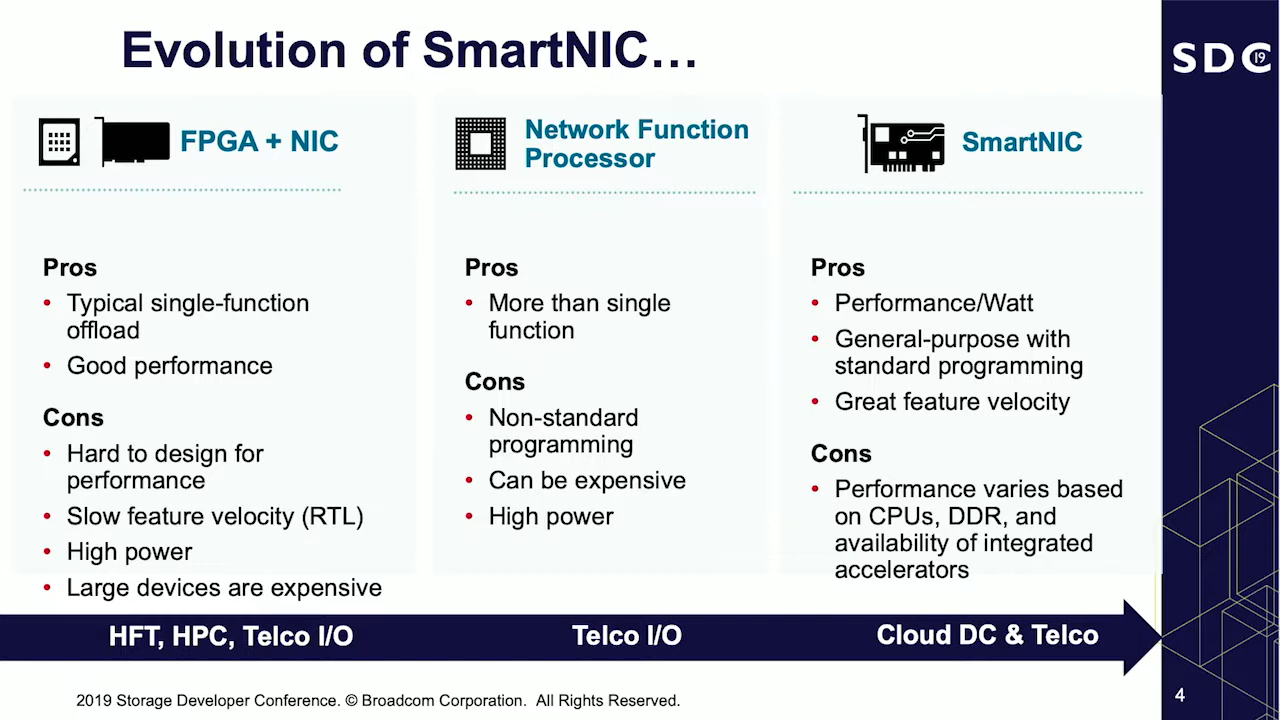 Evolution of SmartNIC…
SDC
19
FPGA + NIC
Pros
• Typical single-function
offload
• Good performance
Cons
• Hard to design for
performance
• Slow feature velocity (RTL)
• High power
• Large devices are expensive
Network Function
Processor
Pros
• More than single
function
Cons
• Non-standard
programming
• Can be expensive
• High power
SmartNIC
Pros
• Performance/Watt
• General-purpose with
standard programming
• Great feature velocity
Cons
• Performance varies based
on CPUs, DDR, and
availability of integrated
accelerators
HFT, HPC, Telco I/O
Telco I/O
Cloud DC & Telco
2019 Storage Developer Conference. © Broadcom Corporation. All Rights Reserved.
4